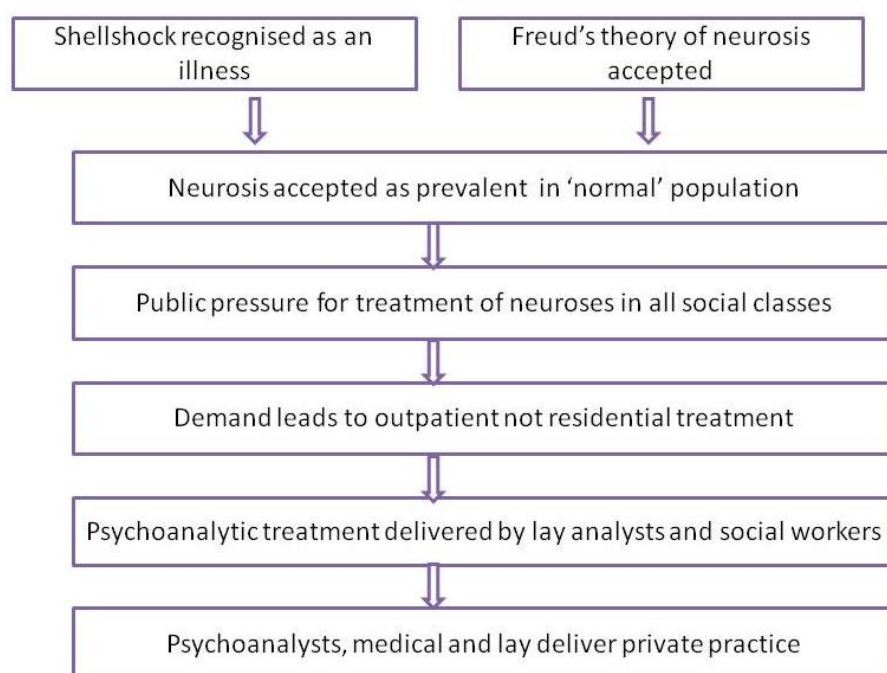 Shellshock recognised as an
illness
Freud’s theory of neurosis
accepted
Neurosis accepted as prevalent in ‘normal’ population
Public pressure for treatment of neuroses in all social classes
Demand leads to outpatient not residential treatment
Psychoanalytic treatment delivered by lay analysts and social workers
Psychoanalysts, medical and lay deliver private practice